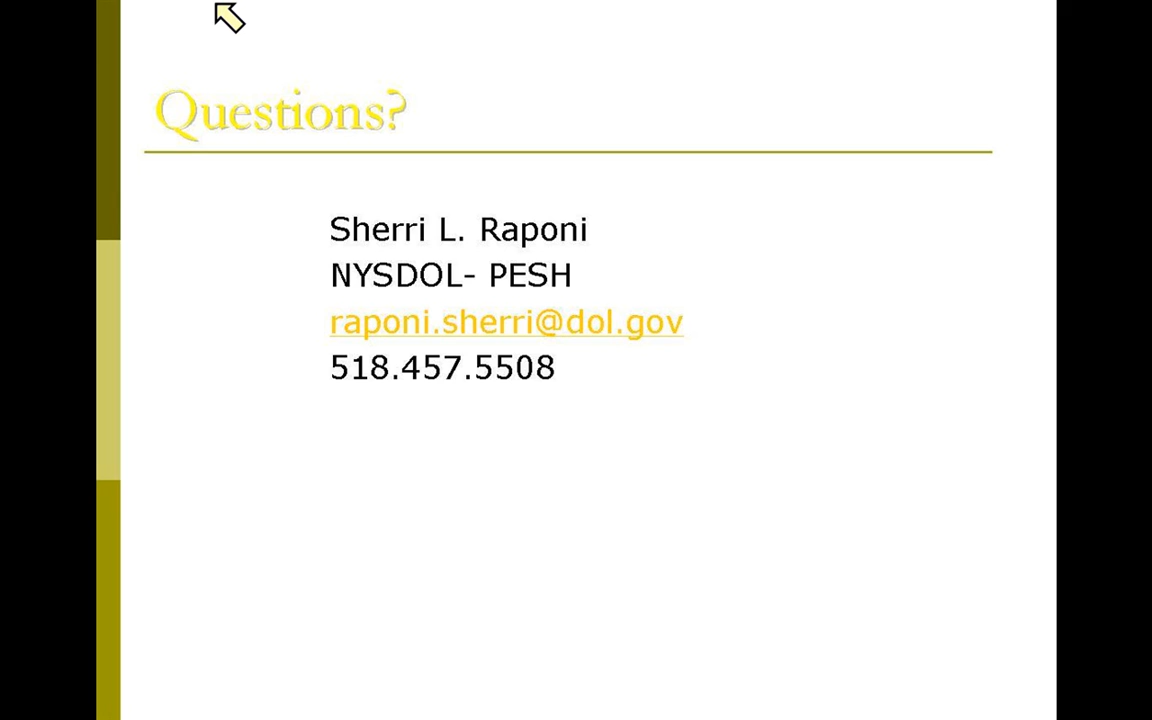 Questions?
Sherri L. Raponi
NYSDOL- PESH
raponi.sherri@dol.gov
518.457.5508